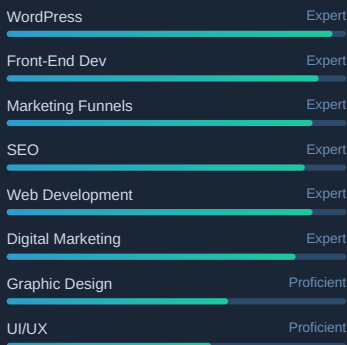 WordPress Expert
Front-End Dev Expert
Marketing Funnels Expert
SEO Expert
Web Development Expert
Digital Marketing Expert
Graphic Design Proficient
UI/UX Proficient